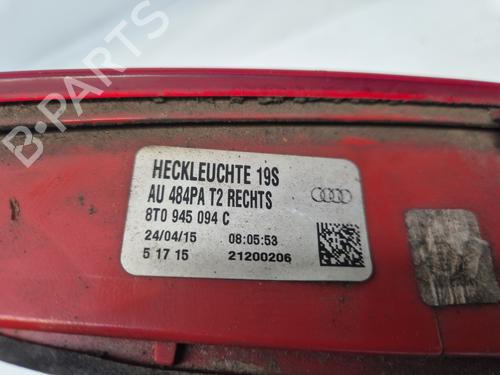 B-PARTS
HECKLEUCHTE 19S
AU 484PA T2 RECHTS
8T0 945 094 C
24/04/15 08:05:53
5 17 15 21200206